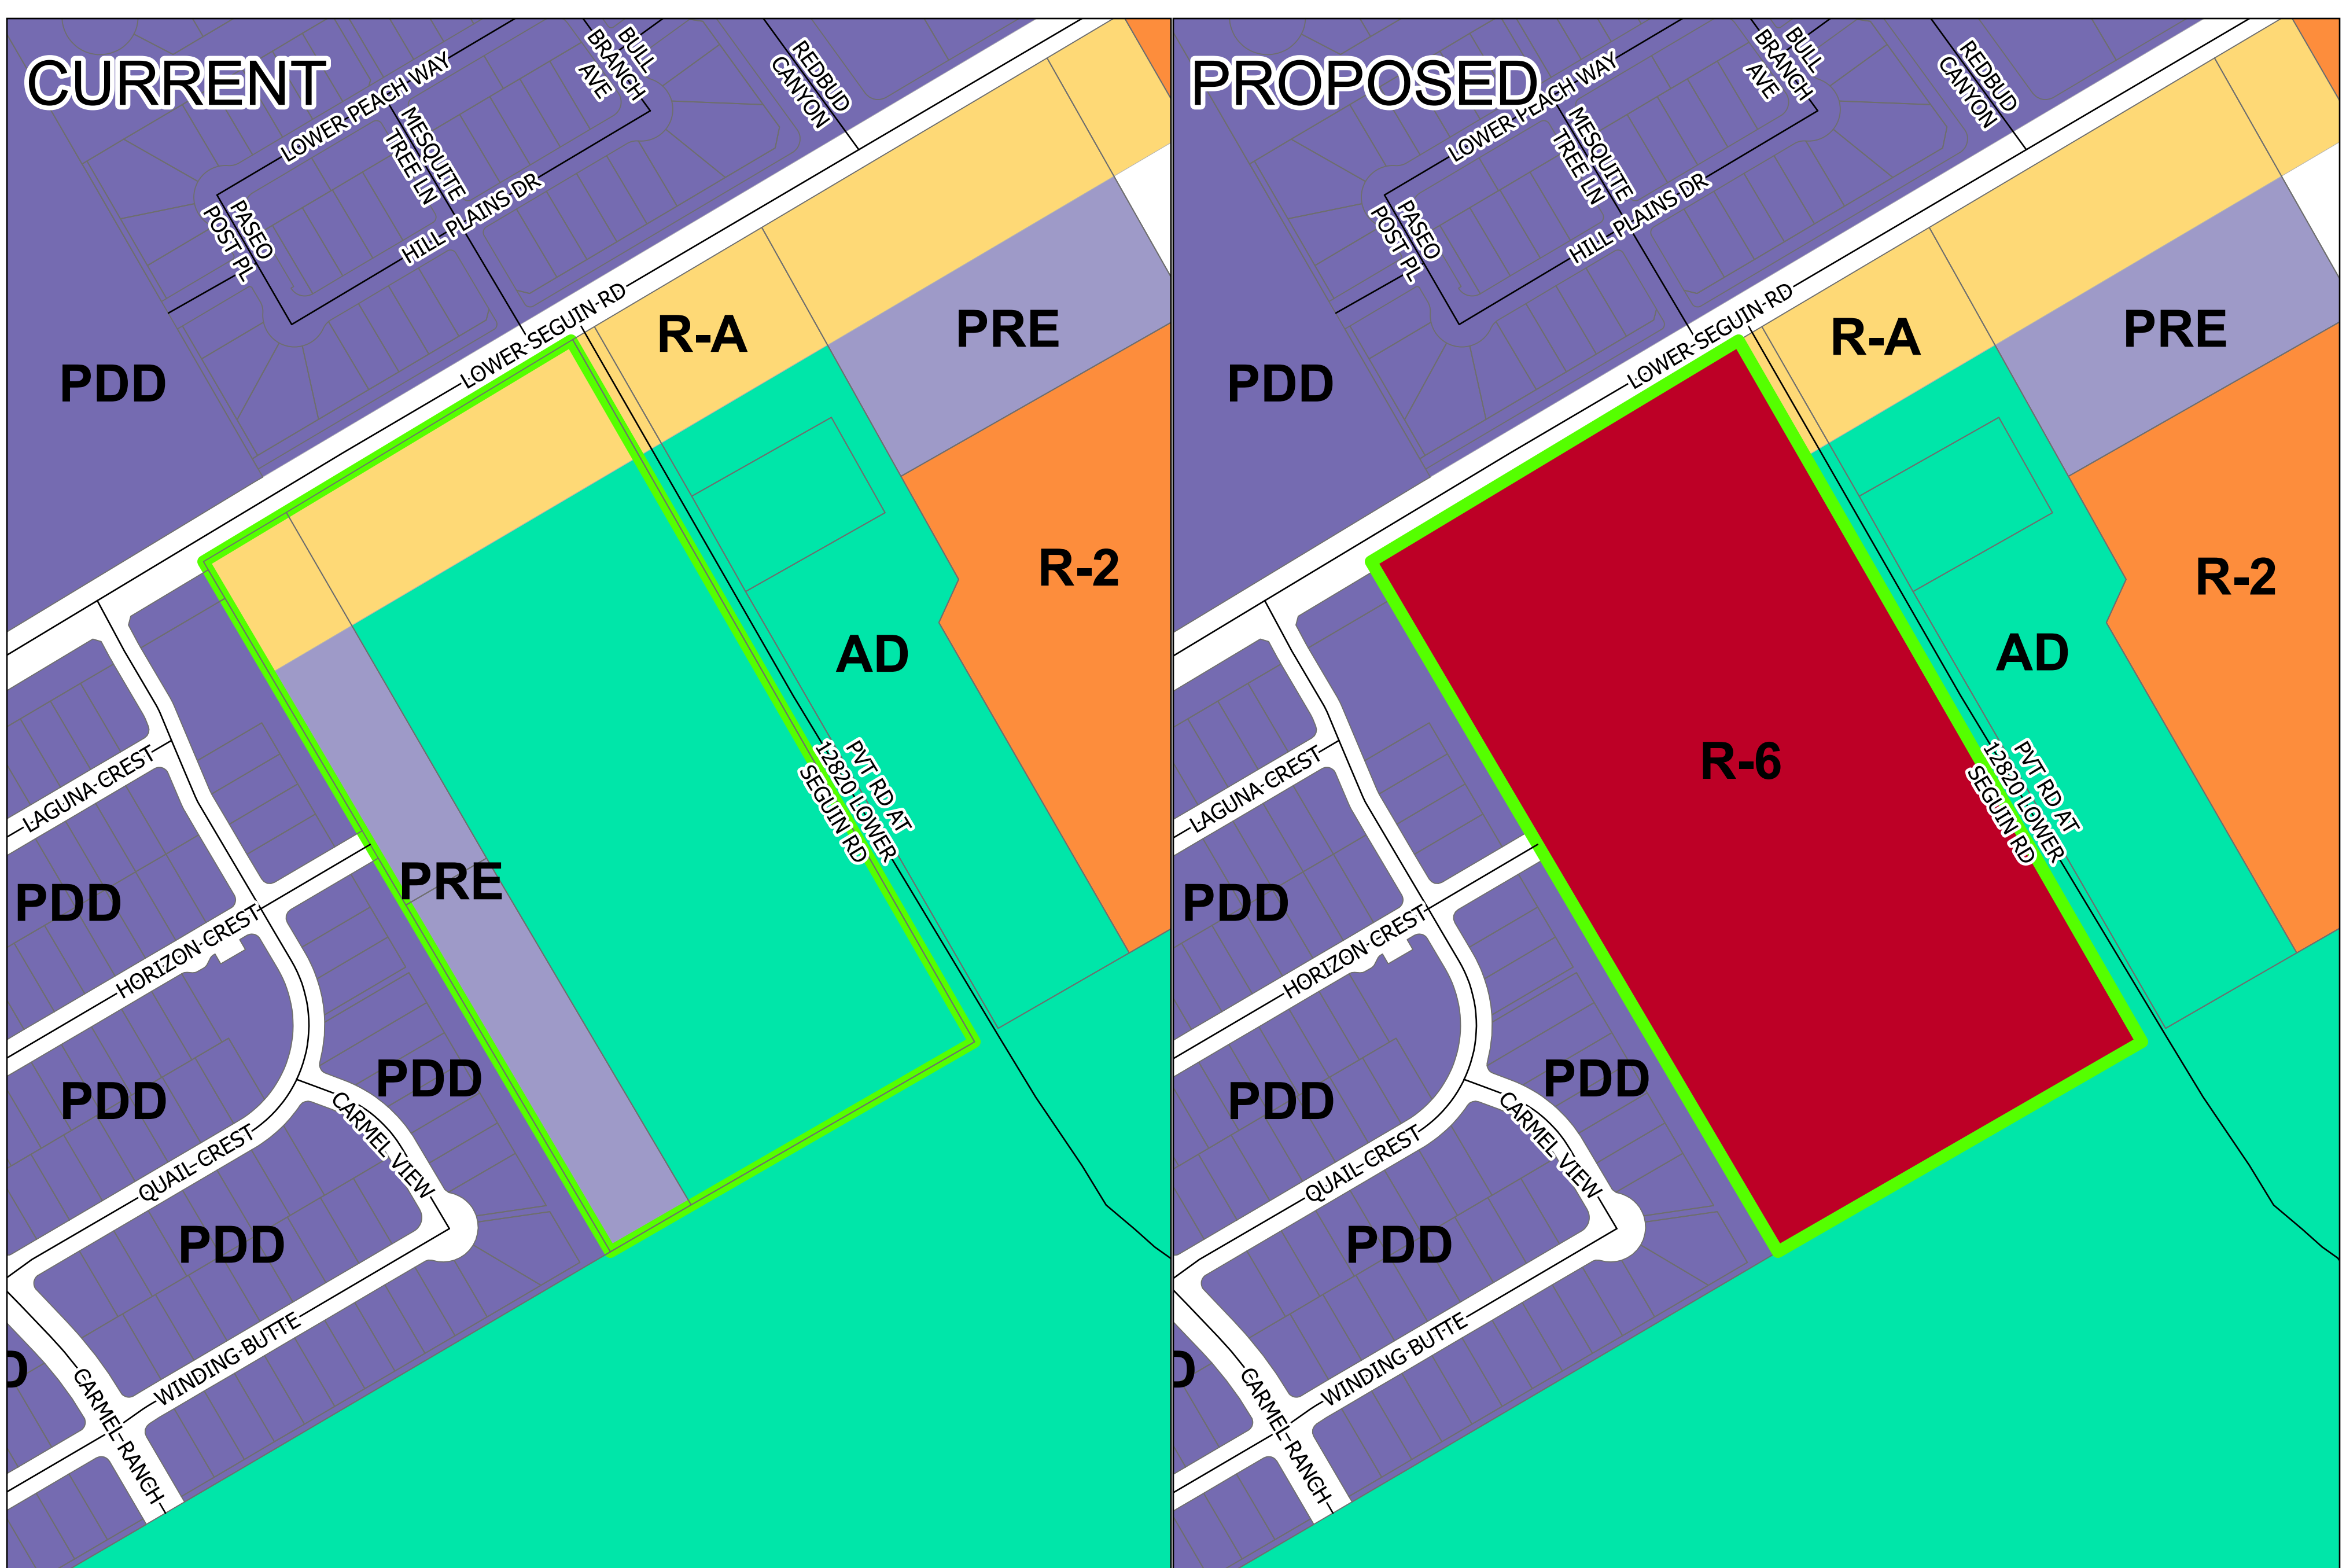 CURRENT
LOWER PEACH WAY
BULL
BRANCH
AVE
REDBUD
CANYON
MESQUITE
TREE LN
PASEO
POST PL
HILL PLAINS DR
LOWER SEGUIN RD
R-A
PRE
PDD
R-2
AD
LAGUNA CREST
PVT RD AT
12820 LOWER
SEGUIN RD
PRE
PDD
HORIZON CREST
PDD
PDD
CARMEL VIEW
QUAIL CREST
PDD
WINDING BUTTE
D
CARMEL RANCH
PROPOSED
LOWER PEACH WAY
BULL
BRANCH
AVE
REDBUD
CANYON
MESQUITE
TREE LN
PASEO
POST PL
HILL PLAINS DR
LOWER SEGUIN RD
R-A
PRE
PDD
R-2
AD
R-6
LAGUNA CREST
PVT RD AT
12820 LOWER
SEGUIN RD
PDD
HORIZON CREST
PDD
PDD
CARMEL VIEW
QUAIL CREST
PDD
WINDING BUTTE
D
CARMEL RANCH